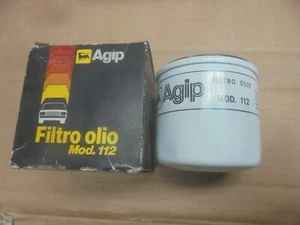 Agip
Filtro olio
Mod. 112
Agip
FILTRO OLIO
MOD. 112